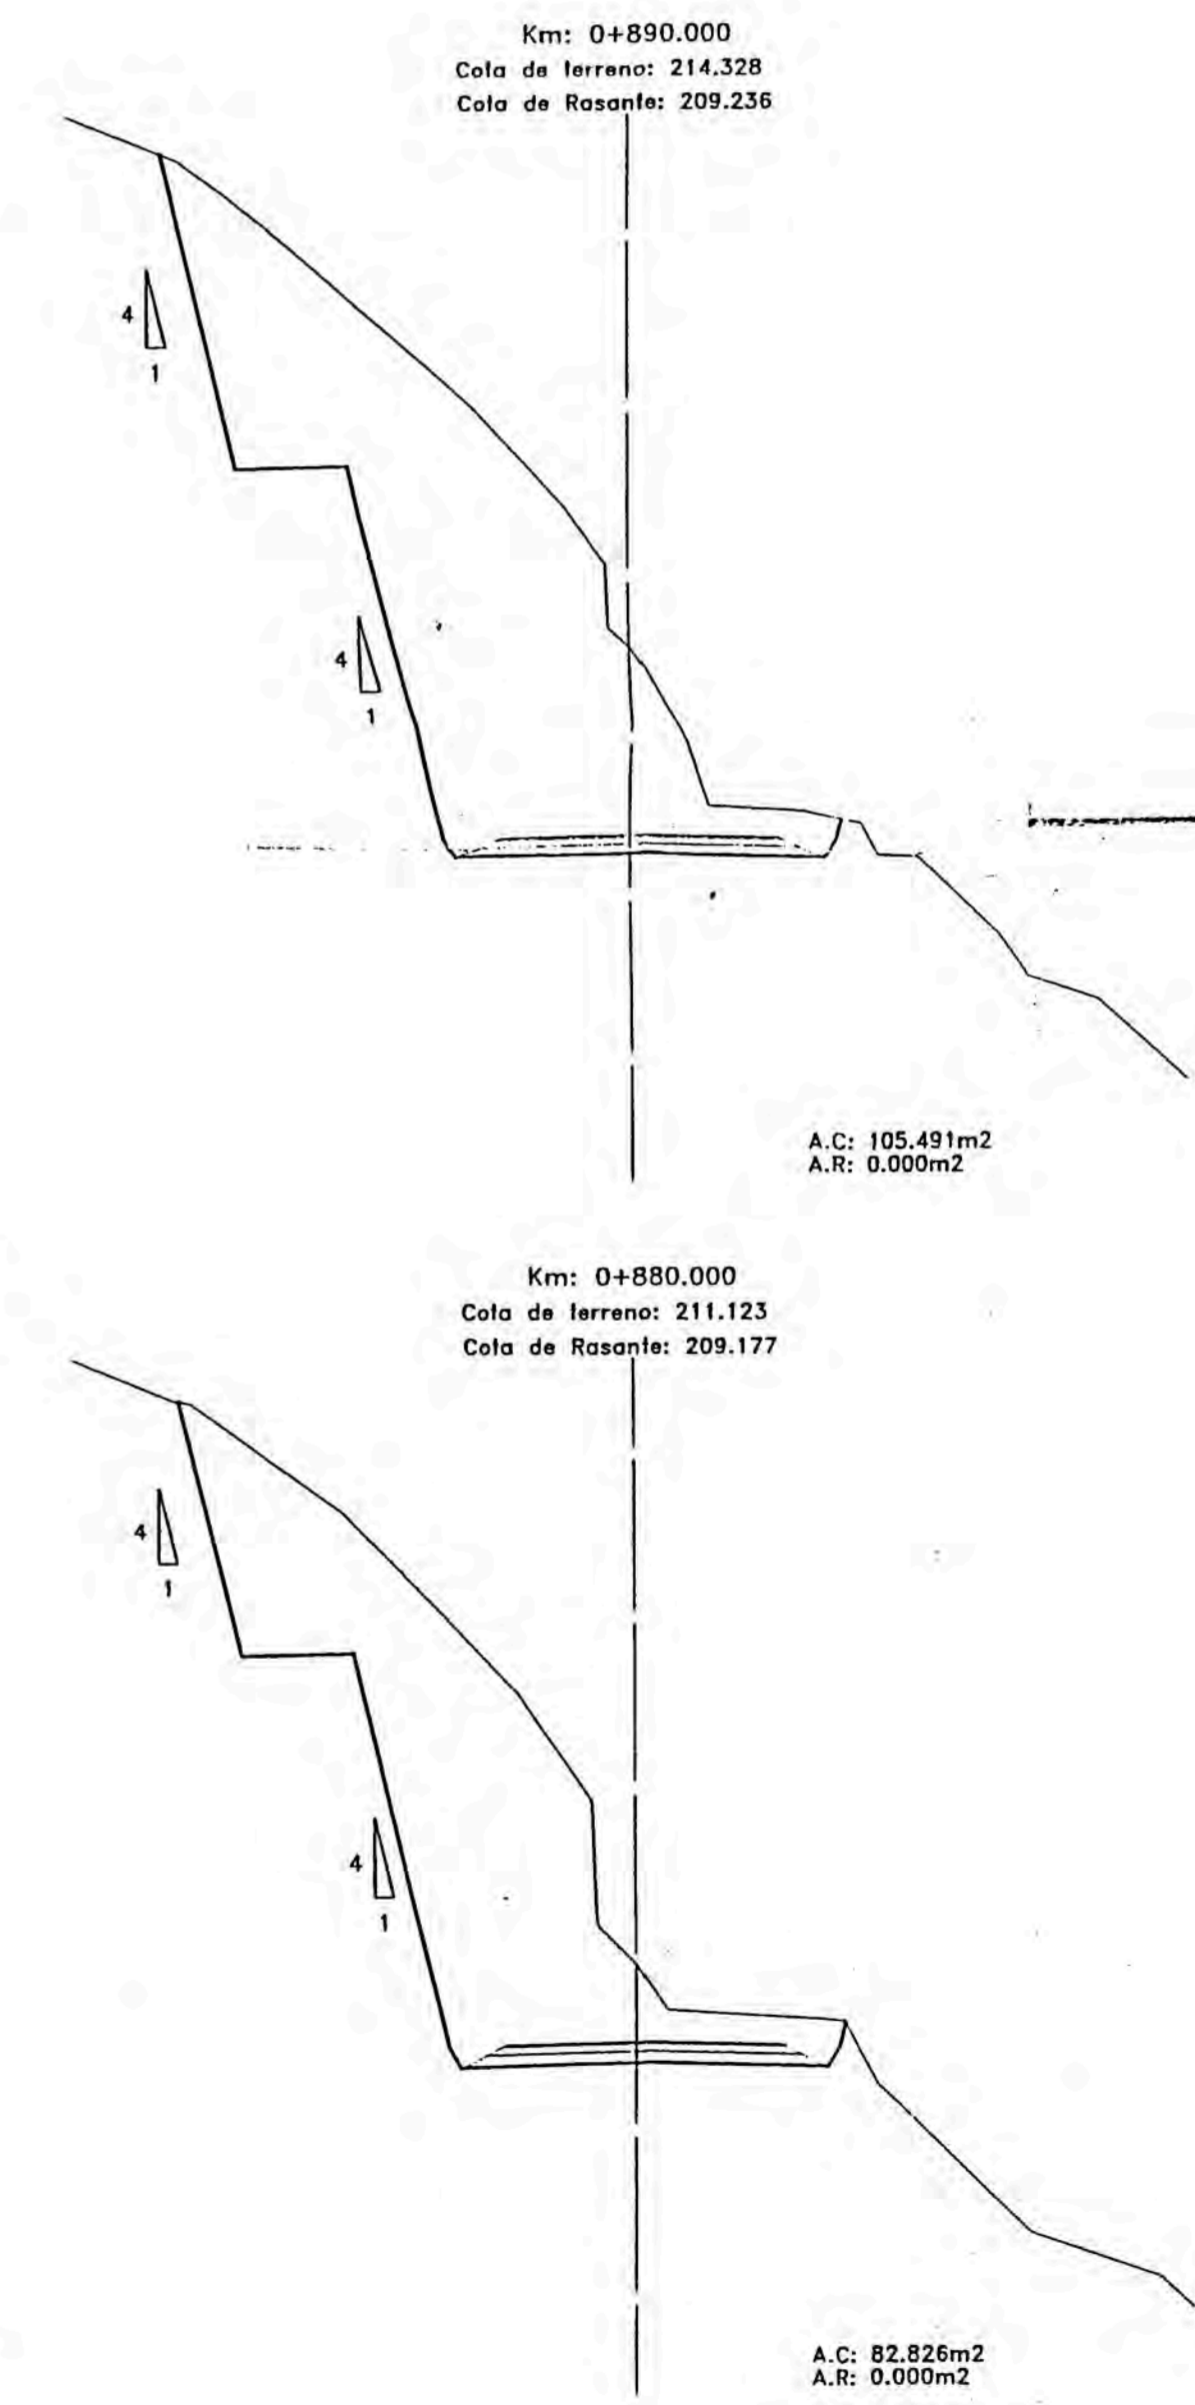 Km: 0+890.000
Cota de terreno: 214.328
Cota de Rasante: 209.236
4
1
4
1
A.C: 105.491m2
A.R: 0.000m2
Km: 0+880.000
Cota de terreno: 211.123
Cota de Rasante: 209.177
4
1
4
1
A.C: 82.826m2
A.R: 0.000m2